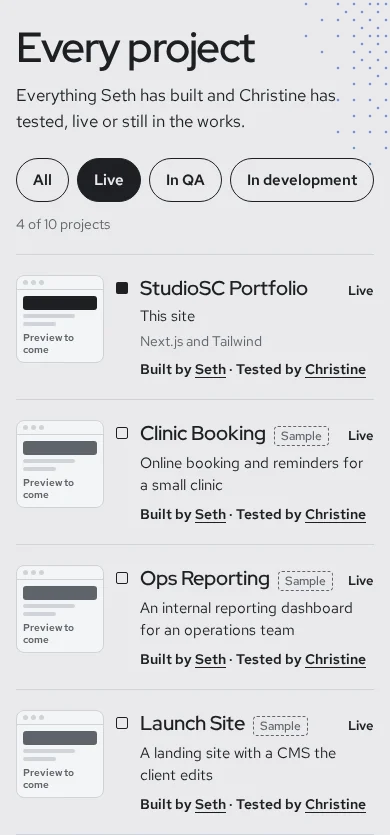 Every project
Everything Seth has built and Christine has
tested, live or still in the works.
All
Live
In QA
In development
4 of 10 projects
Preview to
come
StudioSC Portfolio
Live
This site
Next.js and Tailwind
Built by Seth · Tested by Christine
Preview to
come
Clinic Booking
Sample
Live
Online booking and reminders for
a small clinic
Built by Seth · Tested by Christine
Preview to
come
Ops Reporting
Sample
Live
An internal reporting dashboard
for an operations team
Built by Seth · Tested by Christine
Preview to
come
Launch Site
Sample
Live
A landing site with a CMS the
client edits
Built by Seth · Tested by Christine